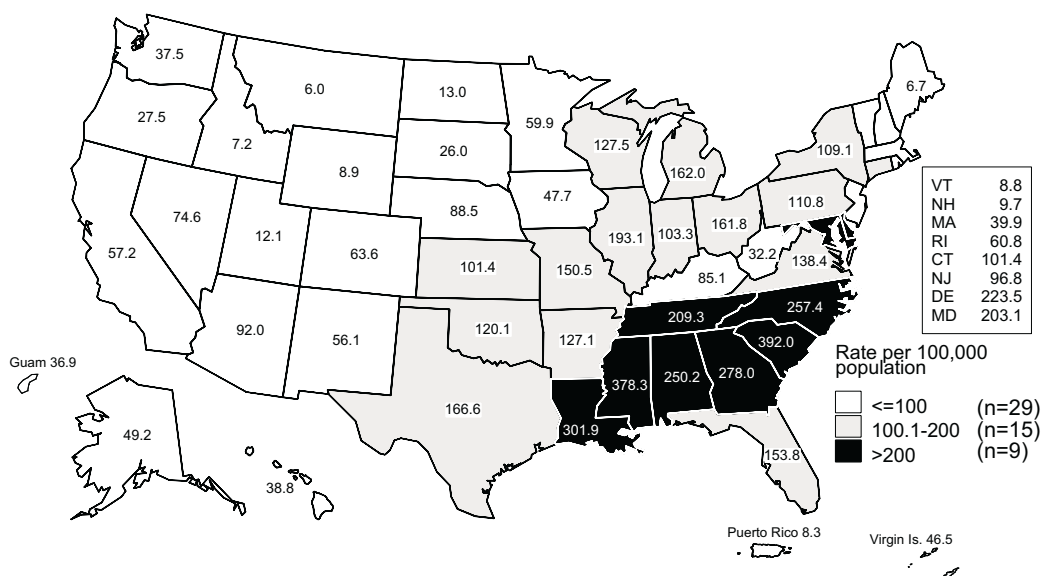 37.5
6.0
13.0
6.7
27.5
59.9
7.2
26.0
127.5
109.1
8.9
162.0
47.7
110.8
88.5
74.6
161.8
12.1
193.1
103.3
57.2
63.6
32.2
101.4
150.5
138.4
85.1
257.4
209.3
92.0
56.1
120.1
127.1
392.0
378.3
250.2
278.0
166.6
301.9
153.8
Guam 36.9
49.2
38.8
Puerto Rico 8.3
Virgin Is. 46.5
VT 8.8
NH 9.7
MA 39.9
RI 60.8
CT 101.4
NJ 96.8
DE 223.5
MD 203.1
Rate per 100,000
population
<=100 (n=29)
100.1-200 (n=15)
>200 (n=9)